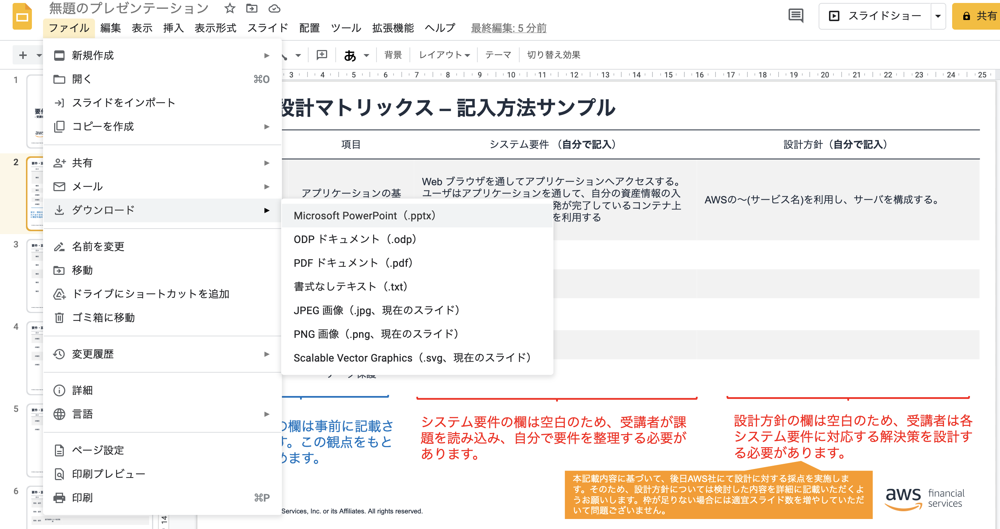 無題のプレゼンテーション
スライドショー
共有
ファイル 編集 表示 挿入 表示形式 スライド 配置 ツール 拡張機能 ヘルプ 最終編集: 5 分前
あ 背景 レイアウト テーマ 切り替え効果
3 4 5 6 7 8 9 10 11 12 13 14 15 16 17 18 19 20 21 22 23 24 25
新規作成
開く ⌘O
スライドをインポート
コピーを作成
共有
メール
ダウンロード
名前を変更
移動
ドライブにショートカットを追加
ゴミ箱に移動
変更履歴
詳細
言語
ページ設定
印刷プレビュー
印刷 ⌘P
Microsoft PowerPoint（.pptx）
ODP ドキュメント（.odp）
PDF ドキュメント（.pdf）
書式なしテキスト（.txt）
JPEG 画像（.jpg、現在のスライド）
PNG 画像（.png、現在のスライド）
Scalable Vector Graphics（.svg、現在のスライド）
1
要件
aws
2
要件・設
3
要件・設
4
要件・設
5
要件・設
6
要件・設
14
設計マトリックス – 記入方法サンプル
項目 システム要件 （自分で記入） 設計方針（自分で記入）
アプリケーションの基
Web ブラウザを通してアプリケーションへアクセスする。
ユーザはアプリケーションを通して、自分の資産情報の入
発が完了しているコンテナ上
を利用する
AWSの～(サービス名)を利用し、サーバを構成する。
の欄は事前に記載さ
す。この観点をもと
めます。
システム要件の欄は空白のため、受講者が課
題を読み込み、自分で要件を整理する必要が
あります。
設計方針の欄は空白のため、受講者は各
システム要件に対応する解決策を設計す
る必要があります。
本記載内容に基づいて、後日AWS社にて設計に対する採点を実施しま
す。そのため、設計方針については検討した内容を詳細に記載いただくよ
うお願いします。枠が足りない場合には適宜スライド数を増やしていただ
いて問題ございません。
Services, Inc. or its Affiliates. All rights reserved.
aws financial
services